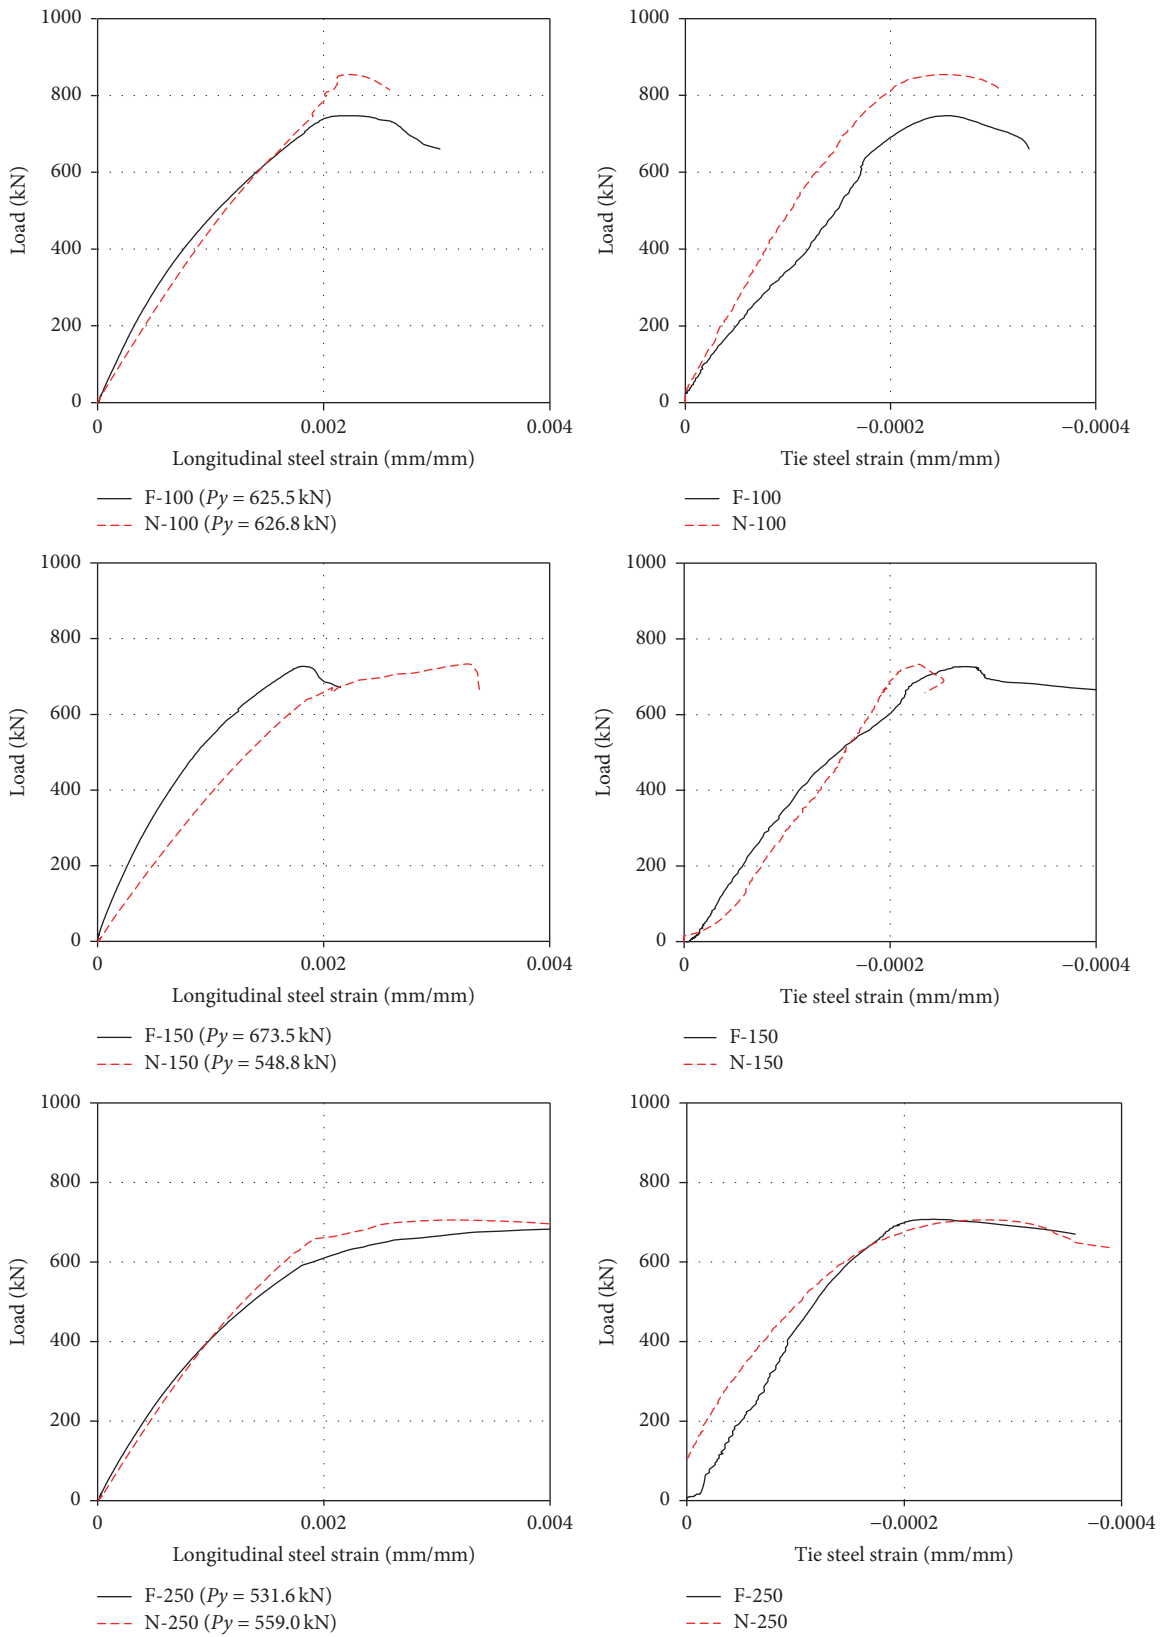 1000
800
600
400
200
0
Load (kN)
0
0.002
0.004
Longitudinal steel strain (mm/mm)
F-100 (Py = 625.5 kN)
N-100 (Py = 626.8 kN)
1000
800
600
400
200
0
Load (kN)
0
−0.0002
−0.0004
Tie steel strain (mm/mm)
F-100
N-100
1000
800
600
400
200
0
Load (kN)
0
0.002
0.004
Longitudinal steel strain (mm/mm)
F-150 (Py = 673.5 kN)
N-150 (Py = 548.8 kN)
1000
800
600
400
200
0
Load (kN)
0
−0.0002
−0.0004
Tie steel strain (mm/mm)
F-150
N-150
1000
800
600
400
200
0
Load (kN)
0
0.002
0.004
Longitudinal steel strain (mm/mm)
F-250 (Py = 531.6 kN)
N-250 (Py = 559.0 kN)
1000
800
600
400
200
0
Load (kN)
0
−0.0002
−0.0004
Tie steel strain (mm/mm)
F-250
N-250